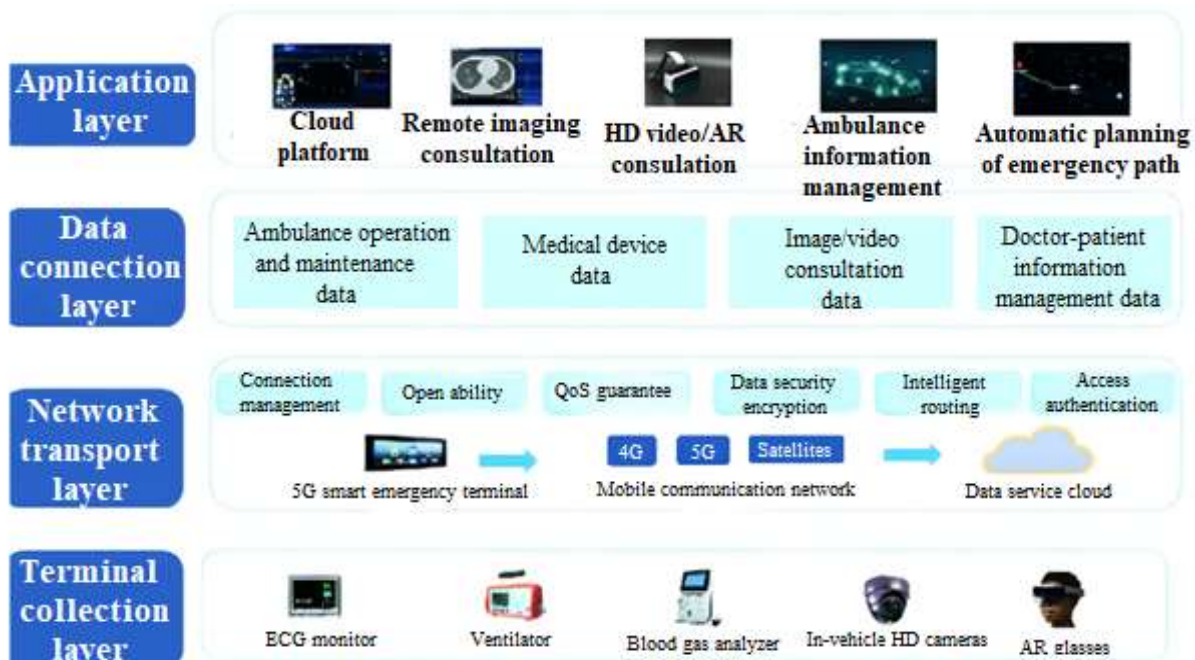 Application
layer
Cloud
platform
Remote imaging
consultation
HD video/AR
consulation
Ambulance
information
management
Automatic planning
of emergency path
Data
connection
layer
Ambulance operation
and maintenance
data
Medical device
data
Image/video
consultation
data
Doctor-patient
information
management data
Network
transport
layer
Connection
management
Open ability
QoS guarantee
Data security
encryption
Intelligent
routing
Access
authentication
4G
5G
Satellites
5G smart emergency terminal
Mobile communication network
Data service cloud
Terminal
collection
layer
ECG monitor
Ventilator
Blood gas analyzer
In-vehicle HD cameras
AR glasses